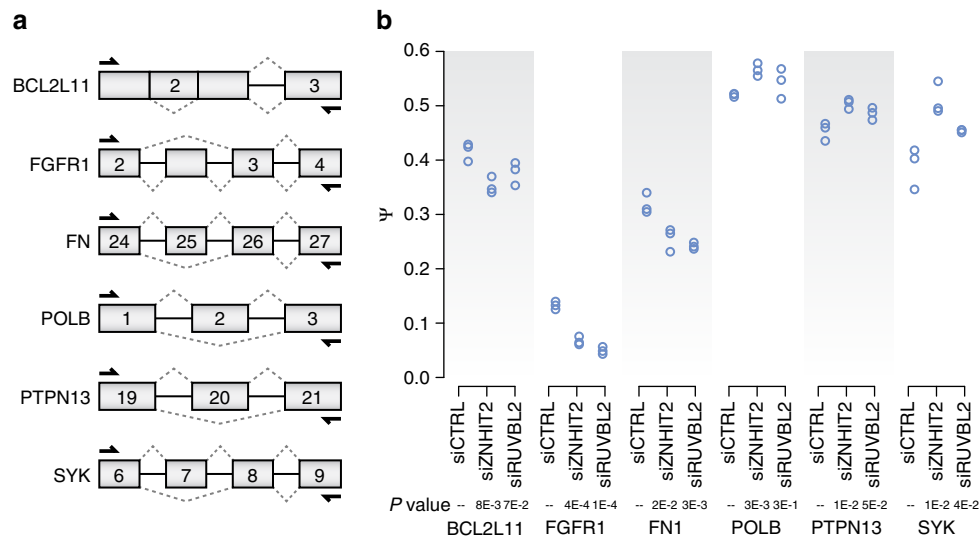 a
BCL2L11 2 3
FGFR1 2 3 4
FN 24 25 26 27
POLB 1 2 3
PTPN13 19 20 21
SYK 6 7 8 9
b
0.6
0.5
0.4
0.3
0.2
0.1
0.0
Ψ
siCTRL siZNHIT2 siRUVBL2 siCTRL siZNHIT2 siRUVBL2 siCTRL siZNHIT2 siRUVBL2 siCTRL siZNHIT2 siRUVBL2 siCTRL siZNHIT2 siRUVBL2 siCTRL siZNHIT2 siRUVBL2
P value -- 8E-3 7E-2 -- 4E-4 1E-4 -- 2E-2 3E-3 -- 3E-3 3E-1 -- 1E-2 5E-2 -- 1E-2 4E-2
BCL2L11 FGFR1 FN1 POLB PTPN13 SYK